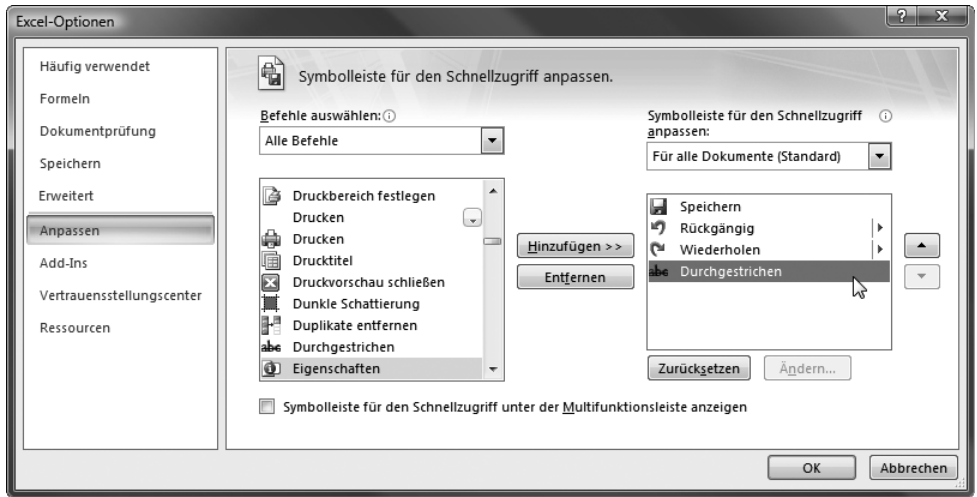 Excel-Optionen
Häufig verwendet
Formeln
Dokumentprüfung
Speichern
Erweitert
Anpassen
Add-Ins
Vertrauensstellungscenter
Ressourcen
Symbolleiste für den Schnellzugriff anpassen.
Befehle auswählen:
Alle Befehle
Druckbereich festlegen
Drucken
Drucken
Drucktitel
Druckvorschau schließen
Dunkle Schattierung
Duplikate entfernen
abc Durchgestrichen
Eigenschaften
Hinzufügen >>
Entfernen
Symbolleiste für den Schnellzugriff
anpassen:
Für alle Dokumente (Standard)
Speichern
Rückgängig
Wiederholen
abc Durchgestrichen
Zurücksetzen
Ändern...
Symbolleiste für den Schnellzugriff unter der Multifunktionsleiste anzeigen
OK
Abbrechen